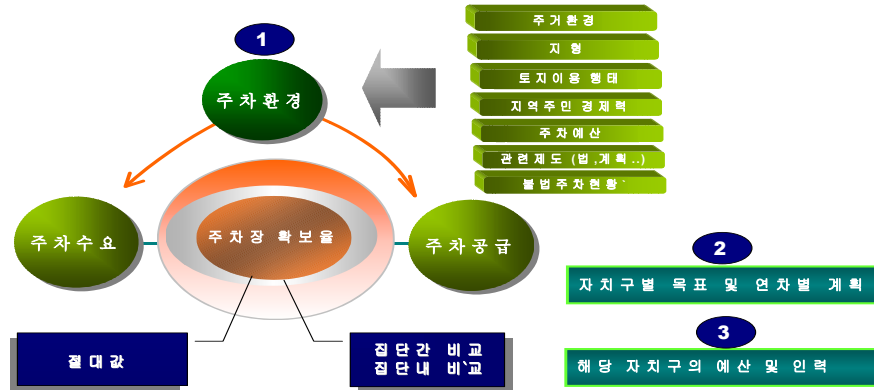 1
주차환경
주거환경
지 형
토지이용 행태
지역주민 경제력
주차예산
관련제도 (법,계획..)
불법주차현황`
주차수요
주차장 확보율
주차공급
절대값
집단간 비교
집단내 비`교
2
자치구별 목표 및 연차별 계획
3
해당 자치구의 예산 및 인력